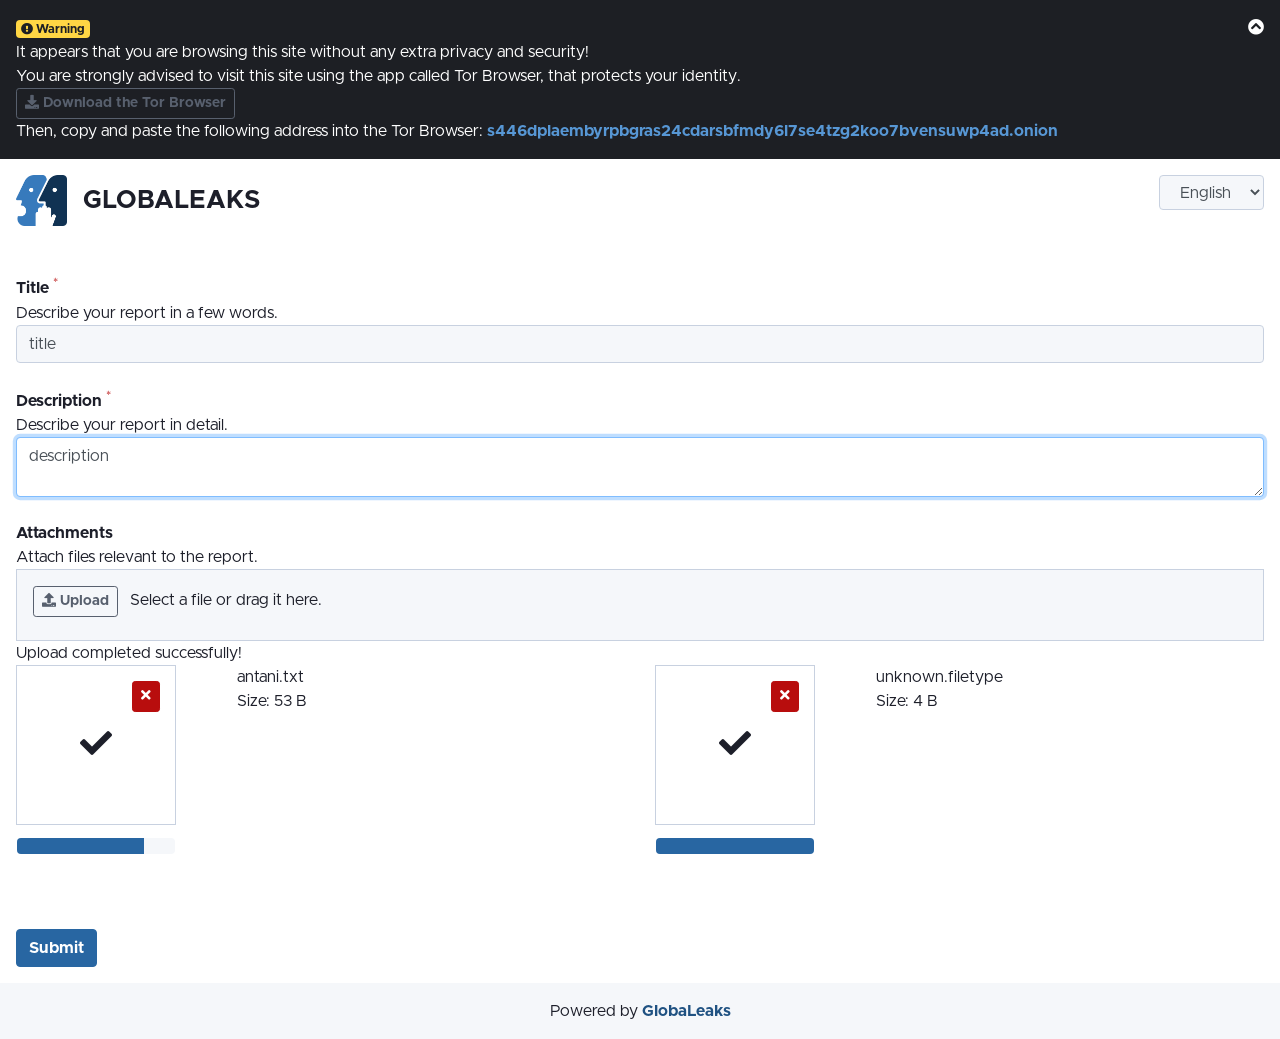 Warning
It appears that you are browsing this site without any extra privacy and security!
You are strongly advised to visit this site using the app called Tor Browser, that protects your identity.
Download the Tor Browser
Then, copy and paste the following address into the Tor Browser: s446dplaembyrpbgras24cdarsbfmdy6l7se4tzg2koo7bvensuwp4ad.onion
GLOBALEAKS
English
Title *
Describe your report in a few words.
title
Description *
Describe your report in detail.
description
Attachments
Attach files relevant to the report.
Upload Select a file or drag it here.
Upload completed successfully!
antani.txt
Size: 53 B
unknown.filetype
Size: 4 B
Submit
Powered by GlobaLeaks